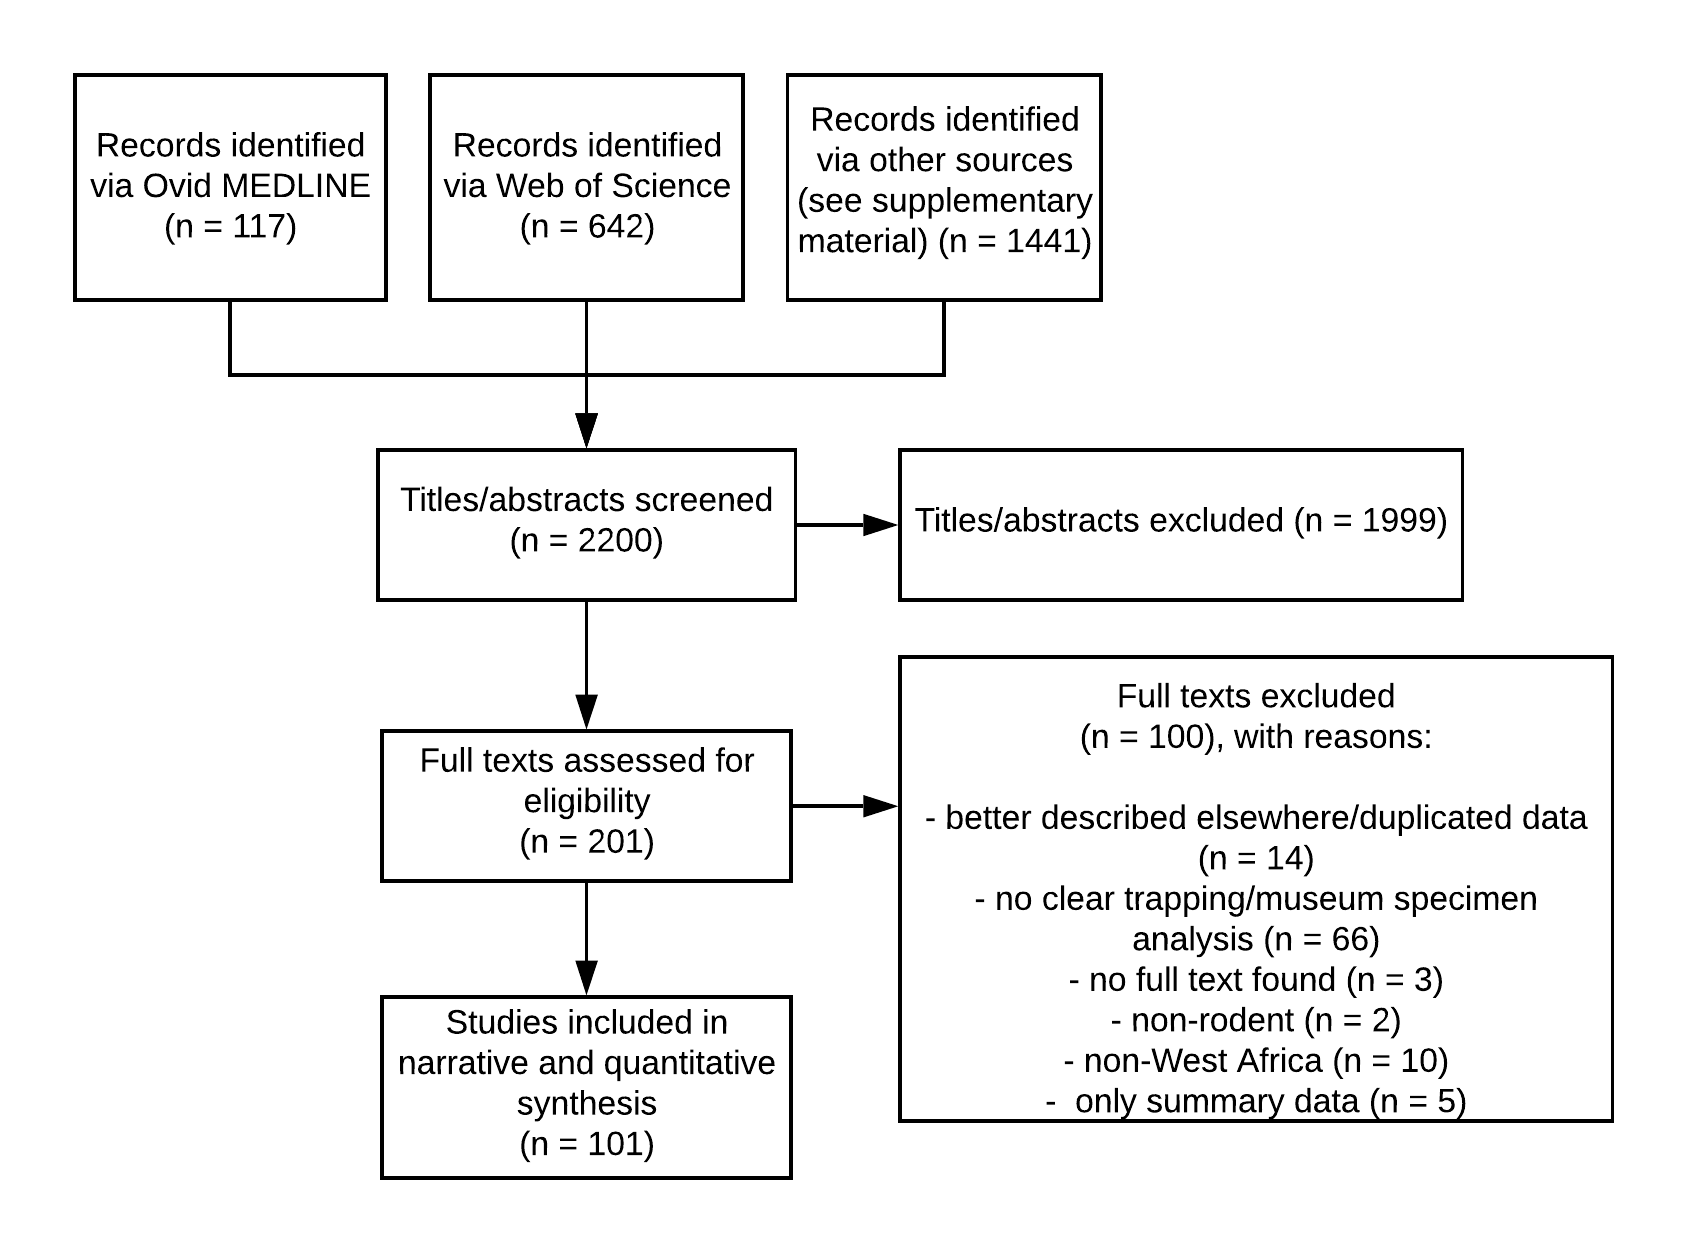 Records identified
via Ovid MEDLINE
(n = 117)
Records identified
via Web of Science
(n = 642)
Records identified
via other sources
(see supplementary
material) (n = 1441)
Titles/abstracts screened
(n = 2200)
Titles/abstracts excluded (n = 1999)
Full texts assessed for
eligibility
(n = 201)
Full texts excluded
(n = 100), with reasons:
- better described elsewhere/duplicated data
(n = 14)
- no clear trapping/museum specimen
analysis (n = 66)
- no full text found (n = 3)
- non-rodent (n = 2)
- non-West Africa (n = 10)
- only summary data (n = 5)
Studies included in
narrative and quantitative
synthesis
(n = 101)